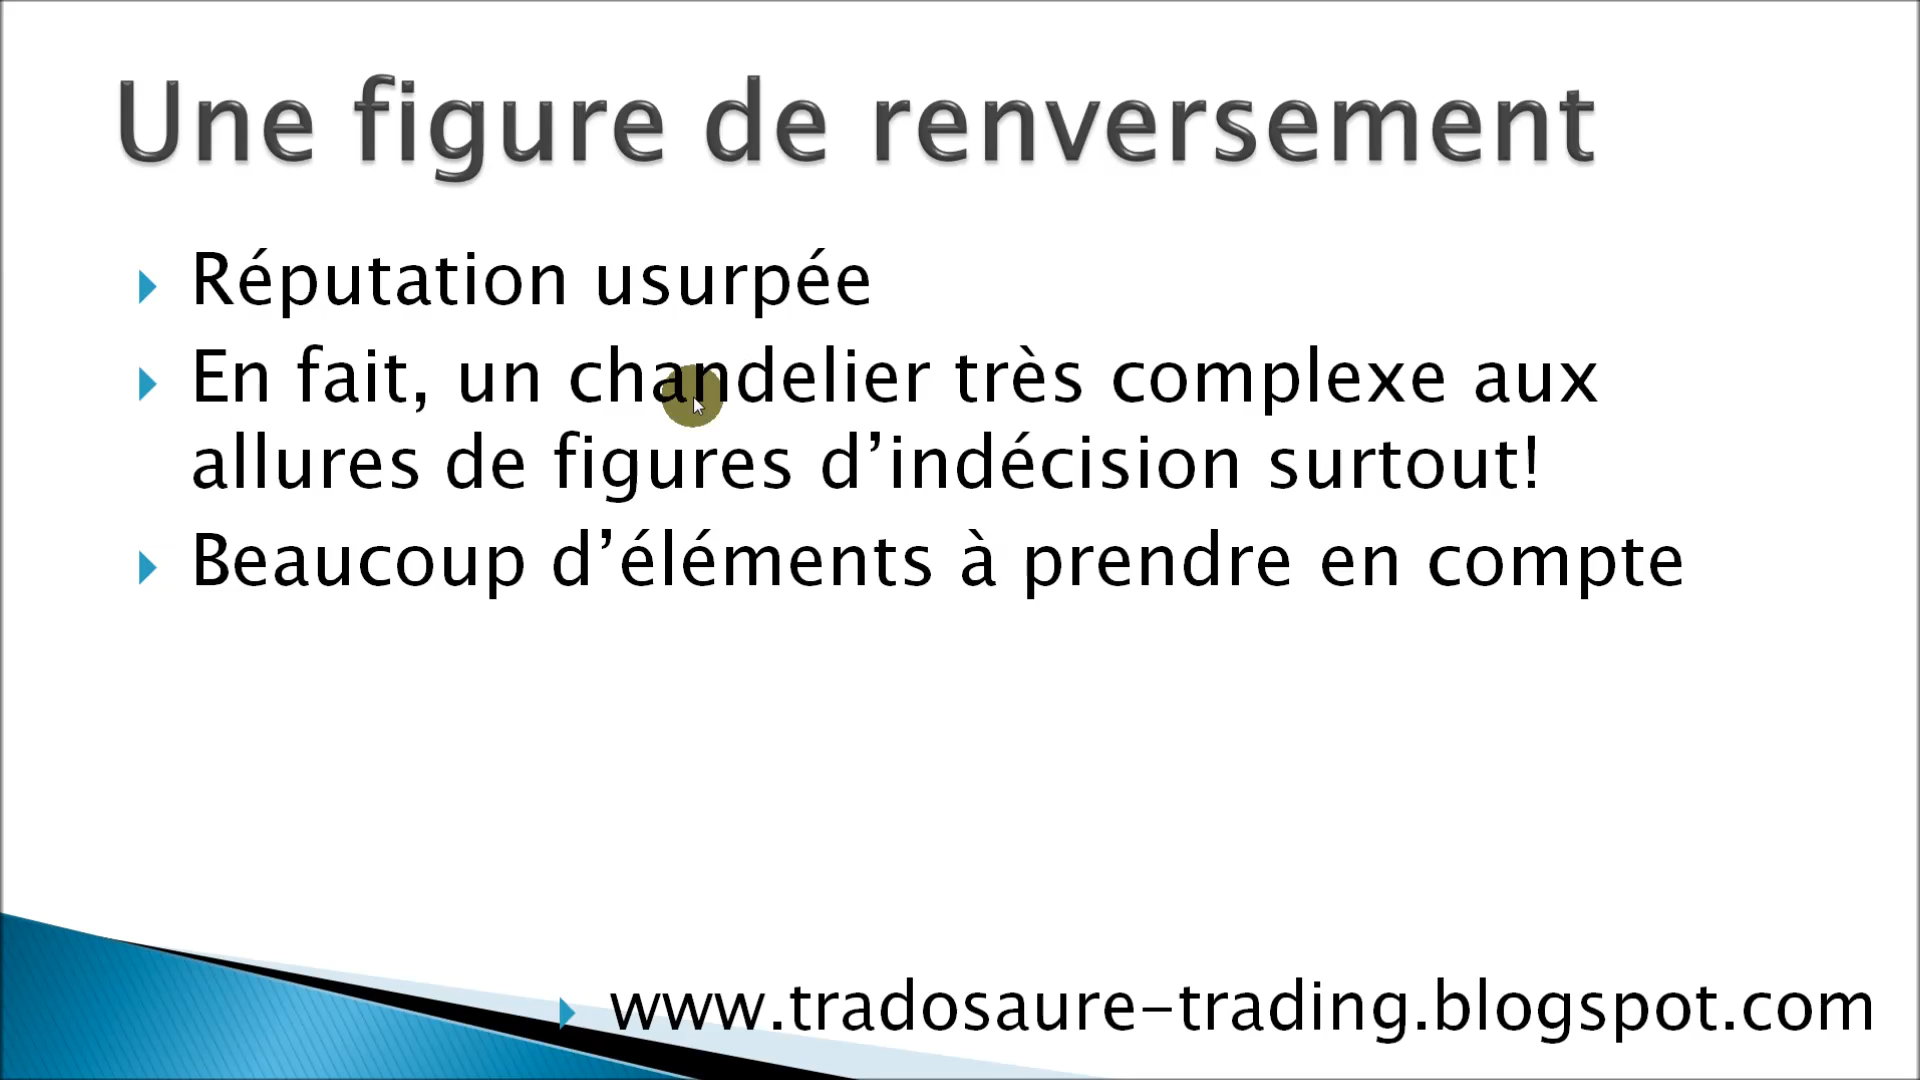 Une figure de renversement
Réputation usurpée
En fait, un chandelier très complexe aux
allures de figures d’indécision surtout!
Beaucoup d’éléments à prendre en compte
www.tradosaure-trading.blogspot.com